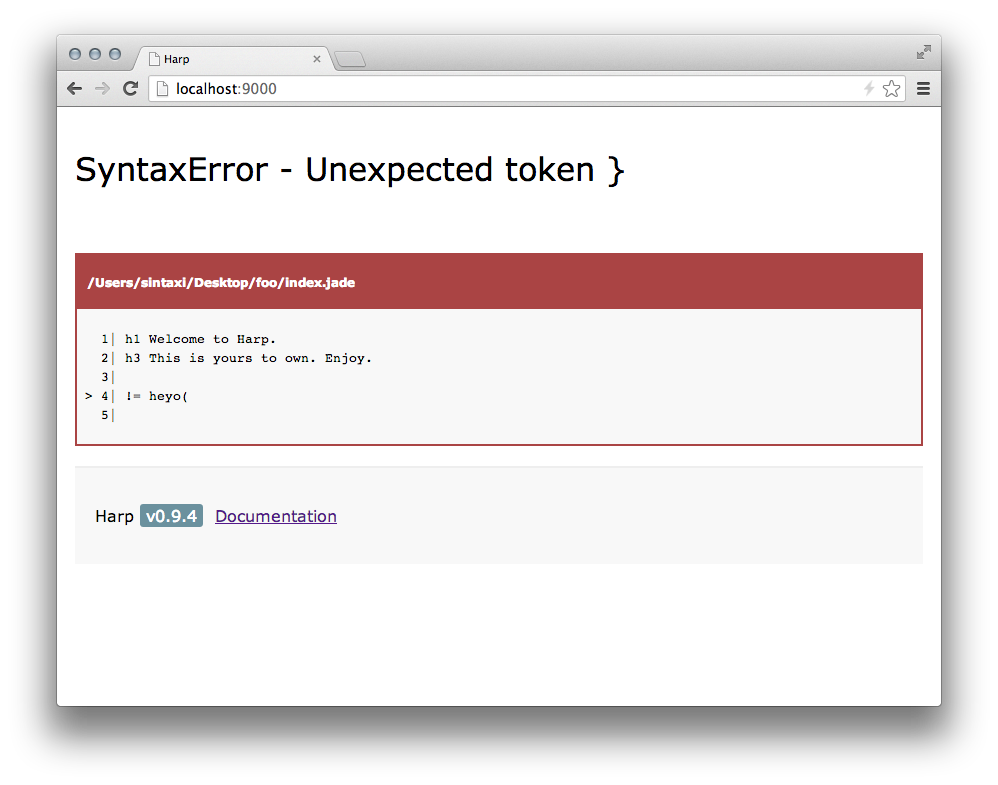 Harp
localhost:9000
SyntaxError - Unexpected token }
/Users/sintaxi/Desktop/foo/index.jade
1| h1 Welcome to Harp.
2| h3 This is yours to own. Enjoy.
3|
> 4| != heyo(
5|
Harp v0.9.4 Documentation